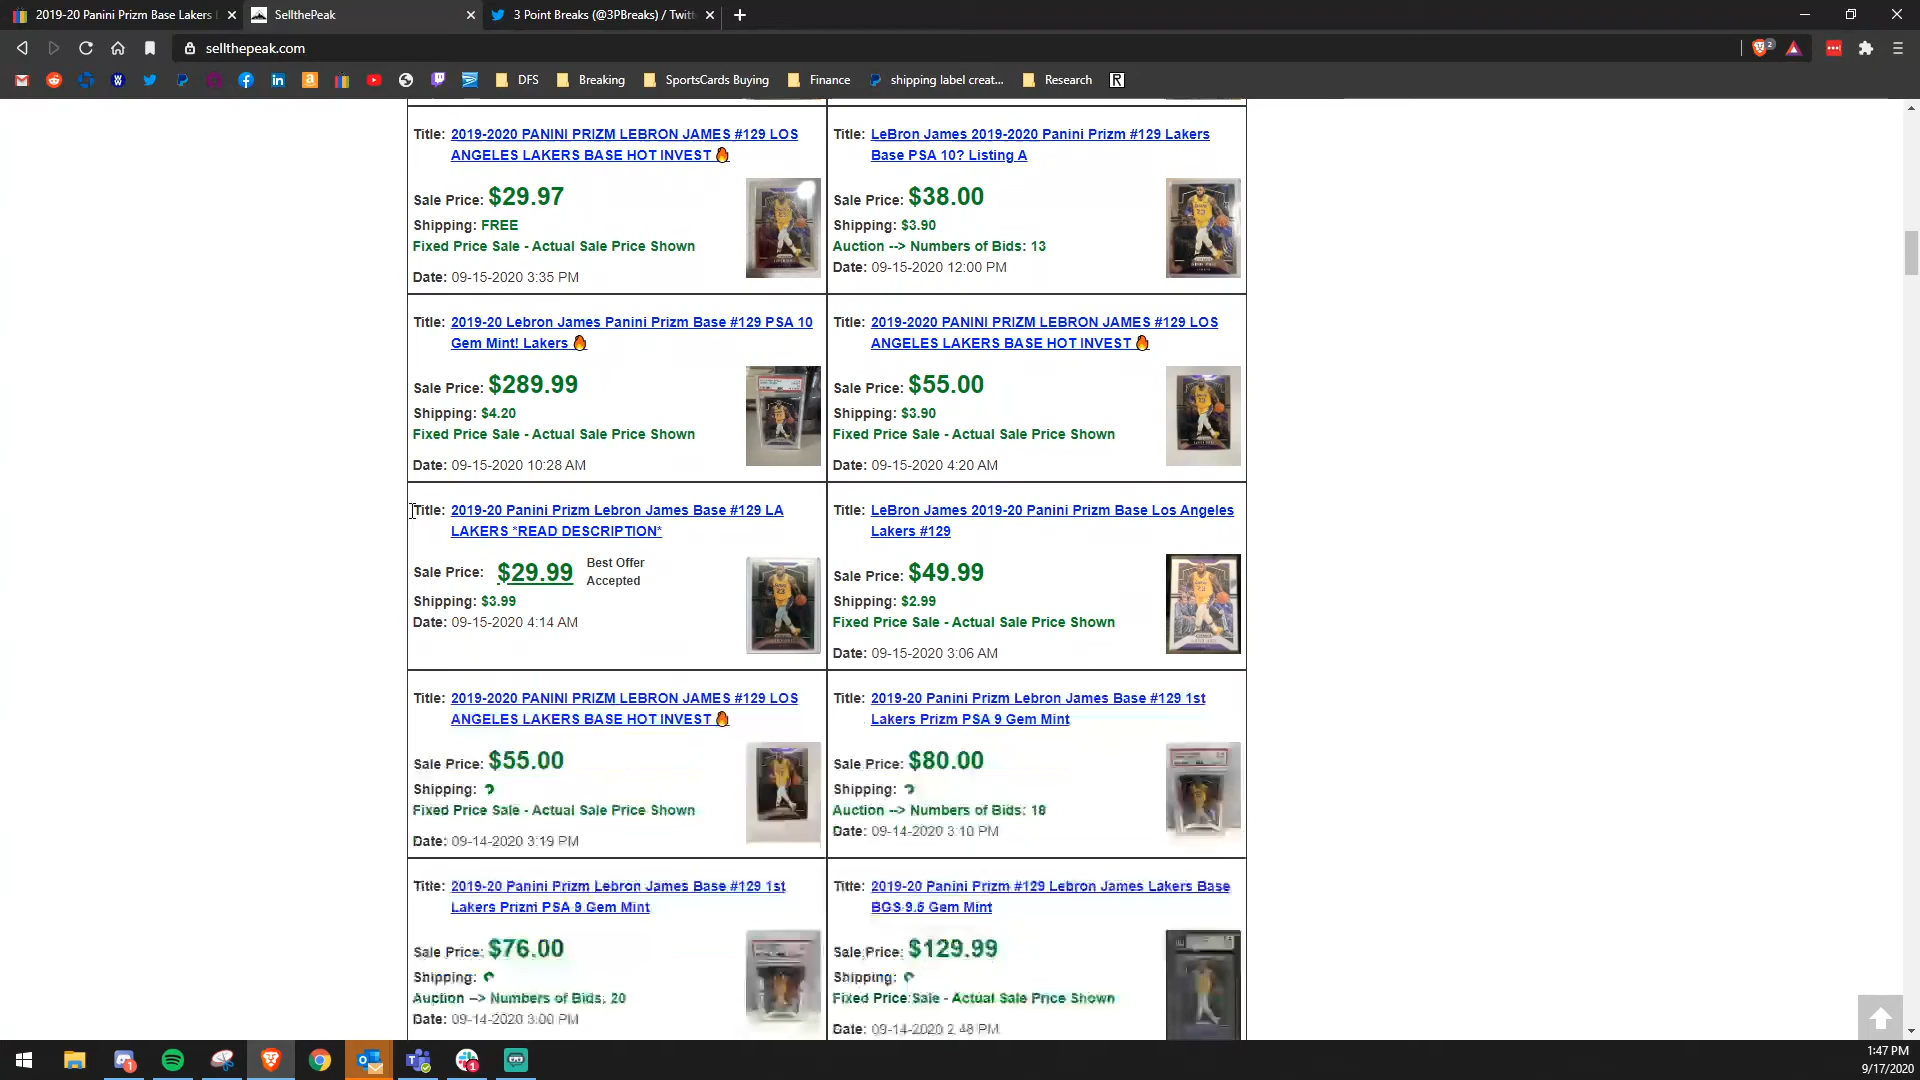 2019-20 Panini Prizm Base Lakers
SellthePeak
3 Point Breaks (@3PBreaks) / Twitt
sellthepeak.com
2
DFS
Breaking
SportsCards Buying
Finance
shipping label creat...
Research
Title: 2019-2020 PANINI PRIZM LEBRON JAMES #129 LOS
ANGELES LAKERS BASE HOT INVEST 🔥
Sale Price: $29.97
Shipping: FREE
Fixed Price Sale - Actual Sale Price Shown
Date: 09-15-2020 3:35 PM
Title: LeBron James 2019-2020 Panini Prizm #129 Lakers
Base PSA 10? Listing A
Sale Price: $38.00
Shipping: $3.90
Auction --> Numbers of Bids: 13
Date: 09-15-2020 12:00 PM
Title: 2019-20 Lebron James Panini Prizm Base #129 PSA 10
Gem Mint! Lakers 🔥
Sale Price: $289.99
Shipping: $4.20
Fixed Price Sale - Actual Sale Price Shown
Date: 09-15-2020 10:28 AM
Title: 2019-2020 PANINI PRIZM LEBRON JAMES #129 LOS
ANGELES LAKERS BASE HOT INVEST 🔥
Sale Price: $55.00
Shipping: $3.90
Fixed Price Sale - Actual Sale Price Shown
Date: 09-15-2020 4:20 AM
Title: 2019-20 Panini Prizm Lebron James Base #129 LA
LAKERS *READ DESCRIPTION*
Sale Price: $29.99 Best Offer
Accepted
Shipping: $3.99
Date: 09-15-2020 4:14 AM
Title: LeBron James 2019-20 Panini Prizm Base Los Angeles
Lakers #129
Sale Price: $49.99
Shipping: $2.99
Fixed Price Sale - Actual Sale Price Shown
Date: 09-15-2020 3:06 AM
Title: 2019-2020 PANINI PRIZM LEBRON JAMES #129 LOS
ANGELES LAKERS BASE HOT INVEST 🔥
Sale Price: $55.00
Shipping:
Fixed Price Sale - Actual Sale Price Shown
Date: 09-14-2020 3:19 PM
Title: 2019-20 Panini Prizm Lebron James Base #129 1st
Lakers Prizm PSA 9 Gem Mint
Sale Price: $80.00
Shipping:
Auction --> Numbers of Bids: 18
Date: 09-14-2020 3:10 PM
Title: 2019-20 Panini Prizm Lebron James Base #129 1st
Lakers Prizm PSA 9 Gem Mint
Sale Price: $76.00
Shipping:
Auction --> Numbers of Bids: 20
Date: 09-14-2020 3:00 PM
Title: 2019-20 Panini Prizm #129 Lebron James Lakers Base
BGS 9.5 Gem Mint
Sale Price: $129.99
Shipping:
Fixed Price Sale - Actual Sale Price Shown
Date: 09-14-2020 2:48 PM
1:47 PM
9/17/2020